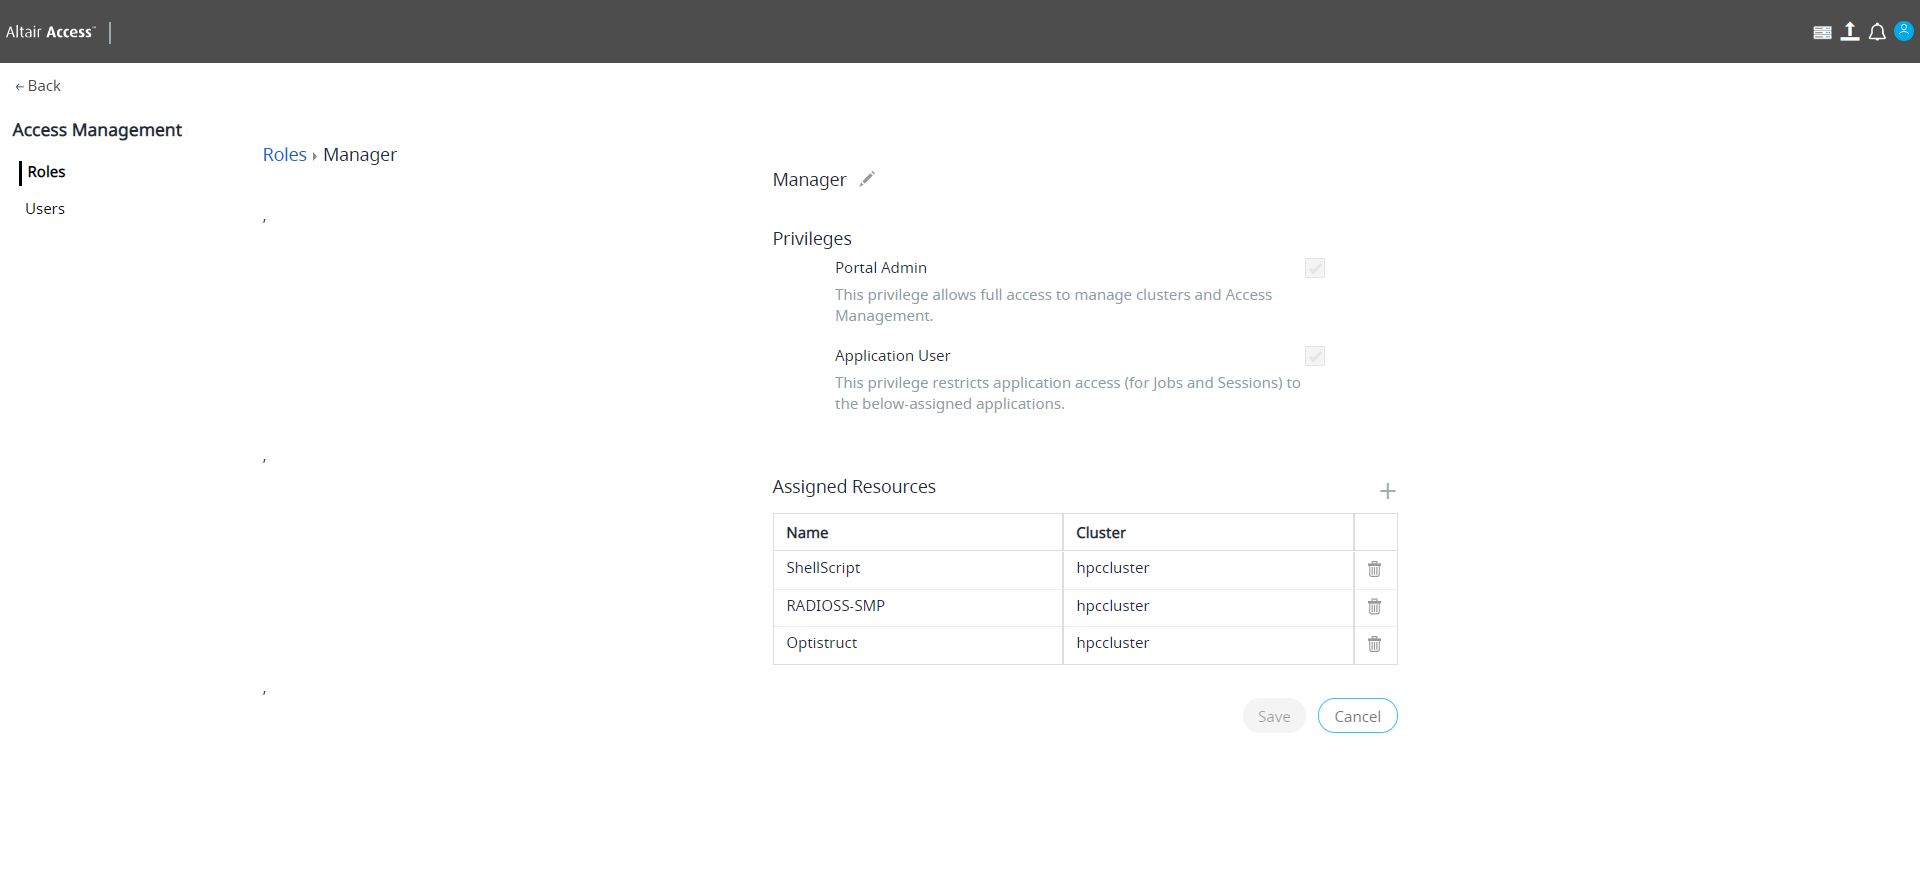 Altair Access™
Back
Access Management
Roles
Users
Roles Manager
,
,
,
Manager
Privileges
Portal Admin
This privilege allows full access to manage clusters and Access
Management.
Application User
This privilege restricts application access (for Jobs and Sessions) to
the below-assigned applications.
Assigned Resources
Name Cluster
ShellScript hpccluster
RADIOSS-SMP hpccluster
Optistruct hpccluster
Save Cancel